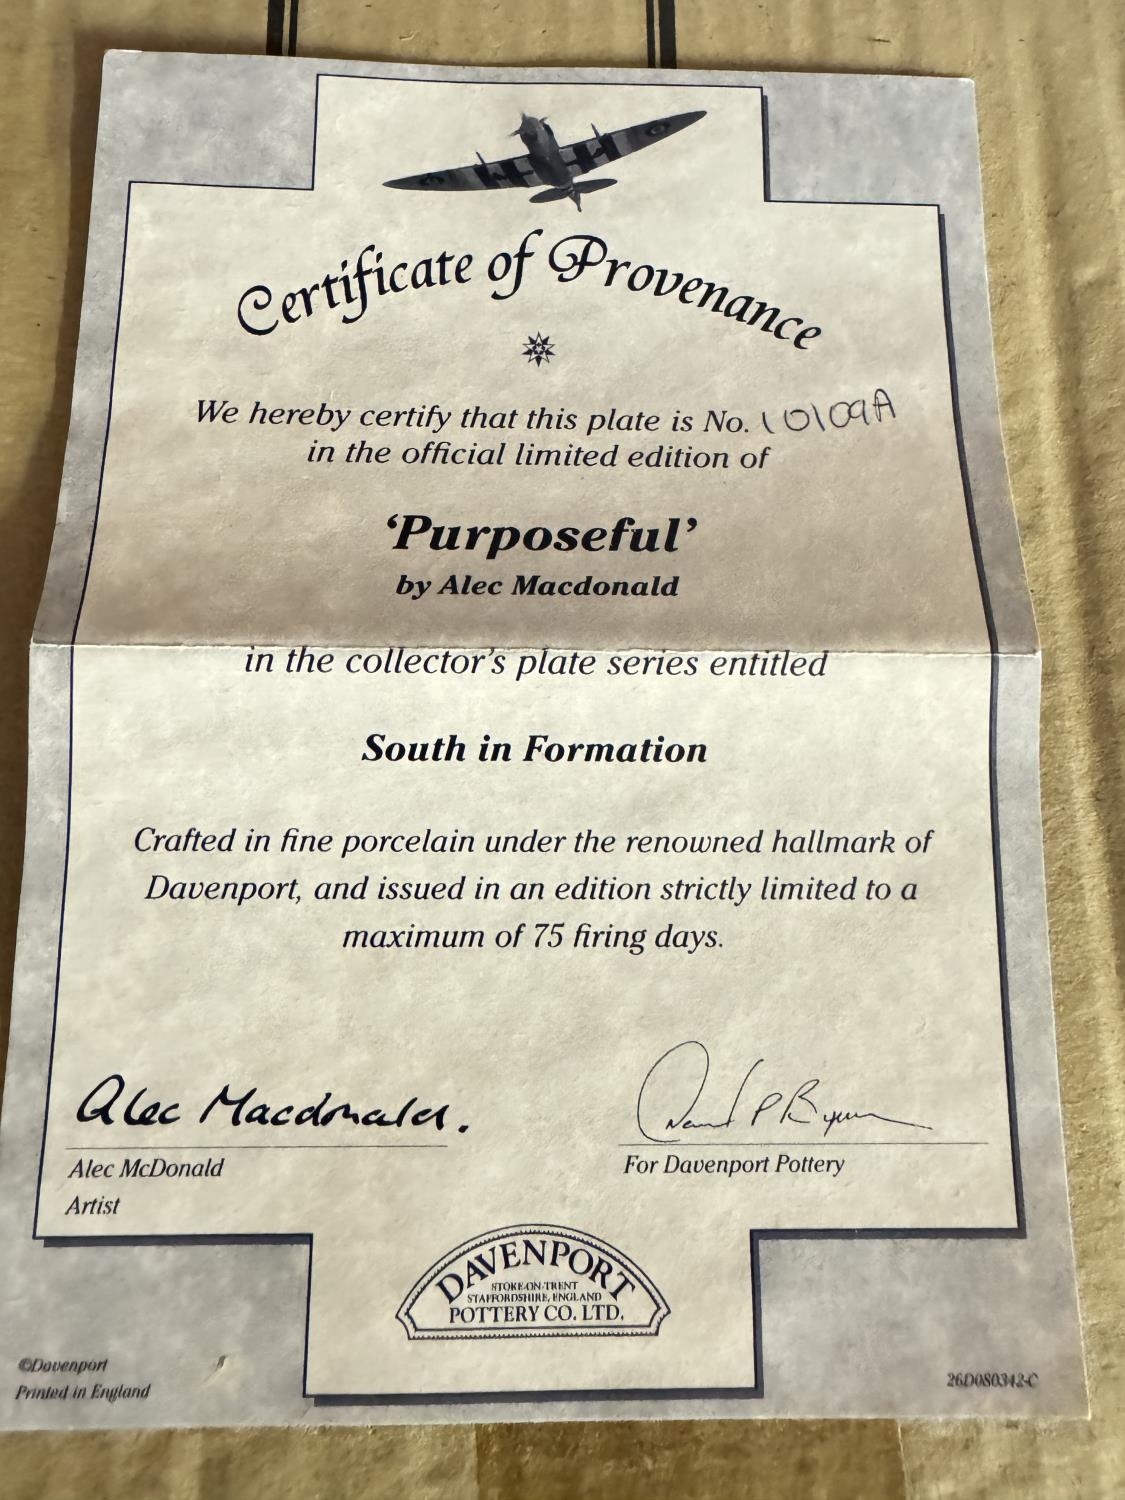 Certificate of Provenance
We hereby certify that this plate is No. 10109A
in the official limited edition of
‘Purposeful’
by Alec Macdonald
in the collector's plate series entitled
South in Formation
Crafted in fine porcelain under the renowned hallmark of
Davenport, and issued in an edition strictly limited to a
maximum of 75 firing days.
Alec Macdonald.
Alec McDonald
Artist
For Davenport Pottery
DAVENPORT
STOKE-ON-TRENT
STAFFORDSHIRE, ENGLAND
POTTERY CO. LTD.
©Davenport
Printed in England
26D080342-C